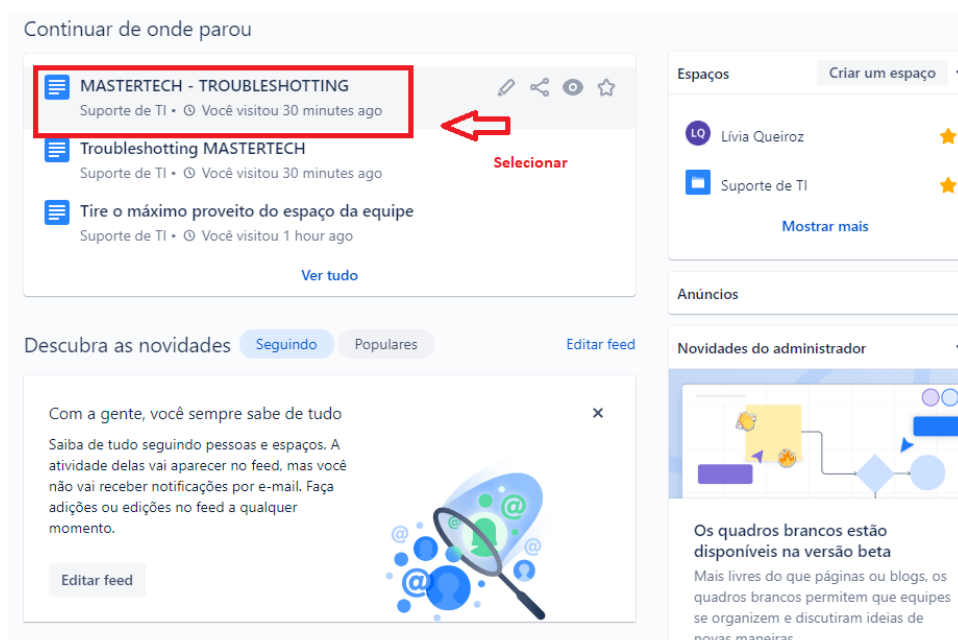 Continuar de onde parou
MASTERTECH - TROUBLESHOTTING
Suporte de TI • Você visitou 30 minutes ago
Selecionar
Troubleshotting MASTERTECH
Suporte de TI • Você visitou 30 minutes ago
Tire o máximo proveito do espaço da equipe
Suporte de TI • Você visitou 1 hour ago
Ver tudo
Descubra as novidades
Seguindo
Populares
Editar feed
Com a gente, você sempre sabe de tudo
Saiba de tudo seguindo pessoas e espaços. A
atividade delas vai aparecer no feed, mas você
não vai receber notificações por e-mail. Faça
adições ou edições no feed a qualquer
momento.
Editar feed
@
@
@
@
@
Espaços
Criar um espaço
LQ
Lívia Queiroz
Suporte de TI
Mostrar mais
Anúncios
Novidades do administrador
Os quadros brancos estão
disponíveis na versão beta
Mais livres do que páginas ou blogs, os
quadros brancos permitem que equipes
se organizem e discutiram ideias de
novas maneiras